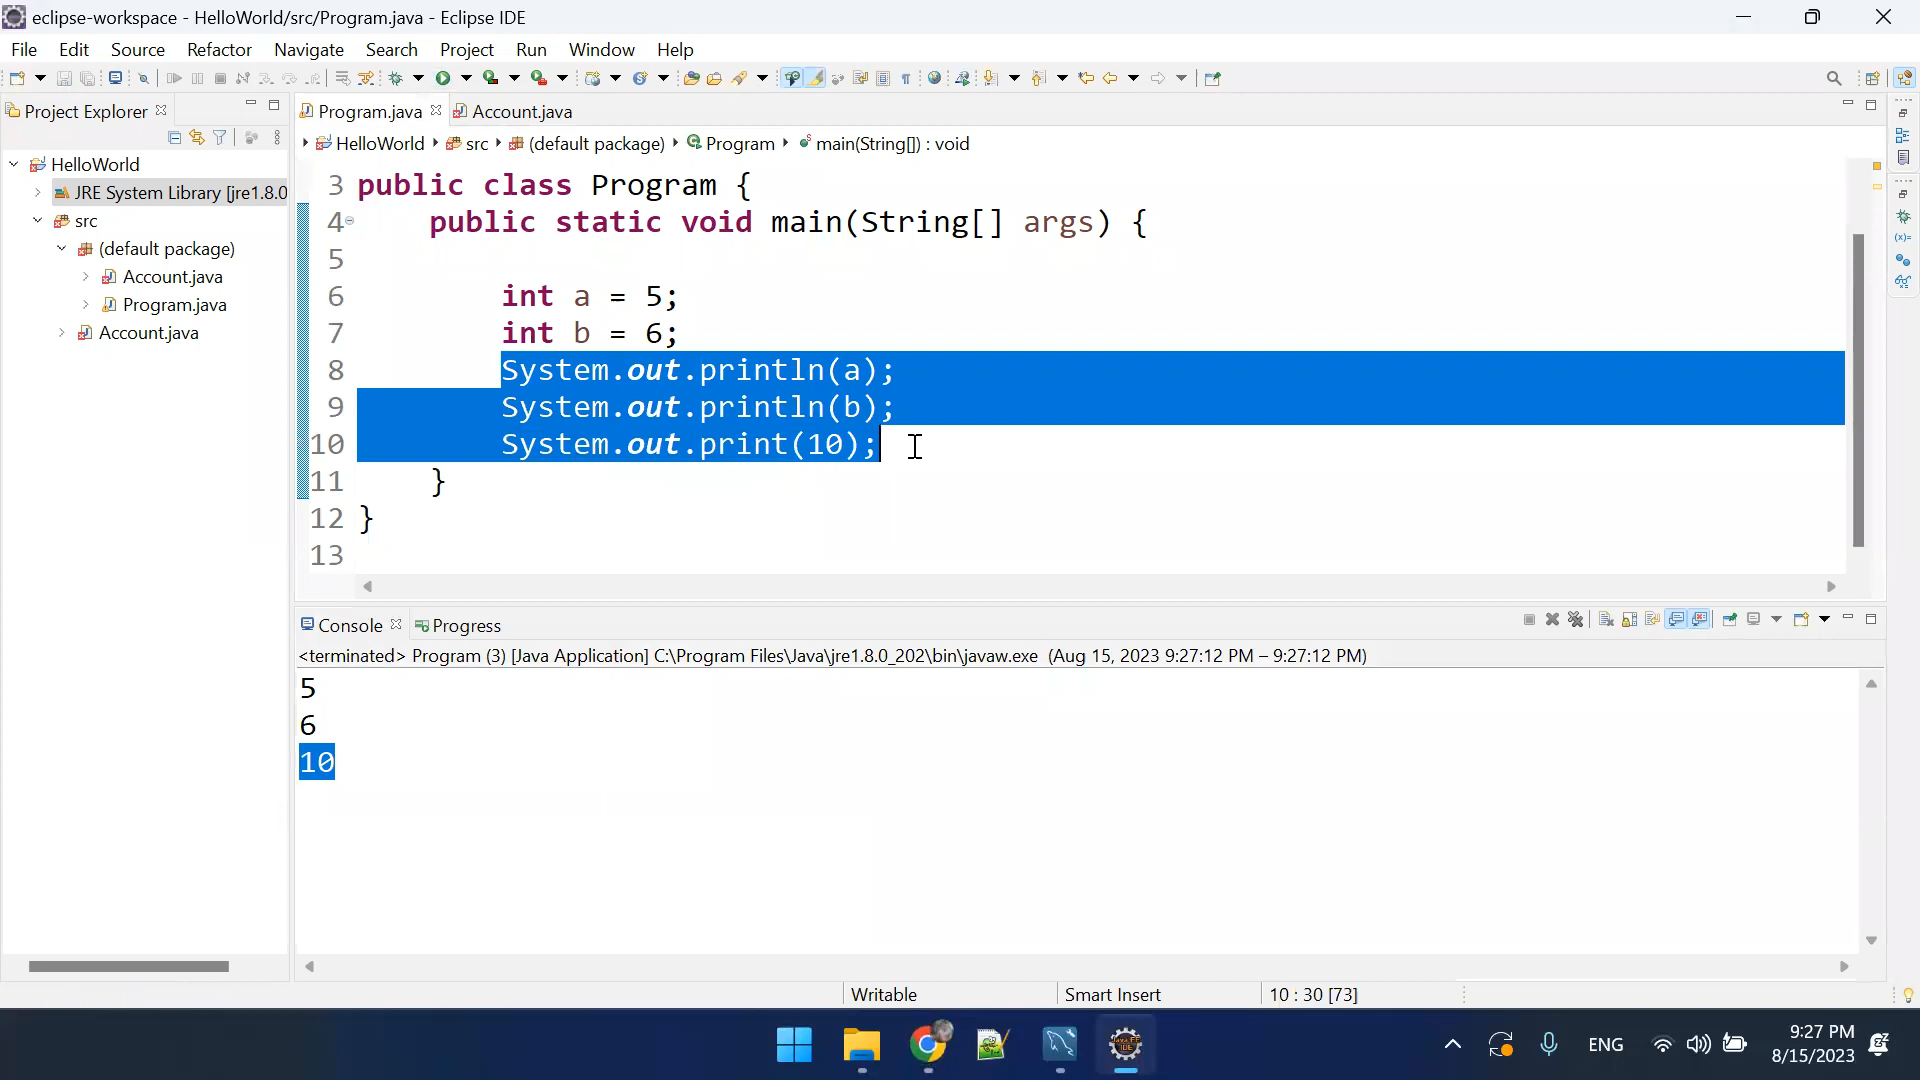 eclipse-workspace - HelloWorld/src/Program.java - Eclipse IDE
File Edit Source Refactor Navigate Search Project Run Window Help
Project Explorer
Program.java Account.java
HelloWorld src (default package) Program main(String[]) : void
HelloWorld
JRE System Library [jre1.8.0
src
(default package)
Account.java
Program.java
Account.java
3 public class Program {
4 public static void main(String[] args) {
5
6 int a = 5;
7 int b = 6;
8 System.out.println(a);
9 System.out.println(b);
10 System.out.print(10);
11 }
12 }
13
Console Progress
<terminated> Program (3) [Java Application] C:\Program Files\Java\jre1.8.0_202\bin\javaw.exe (Aug 15, 2023 9:27:12 PM – 9:27:12 PM)
5
6
10
Writable Smart Insert 10 : 30 [73]
ENG
9:27 PM
8/15/2023